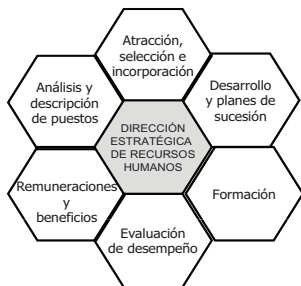 Atracción,
selección e
incorporación
Análisis y
descripción
de puestos
Desarrollo
y planes de
sucesión
DIRECCIÓN
ESTRATÉGICA
DE RECURSOS
HUMANOS
Remuneraciones
y
beneficios
Formación
Evaluación
de desempeño